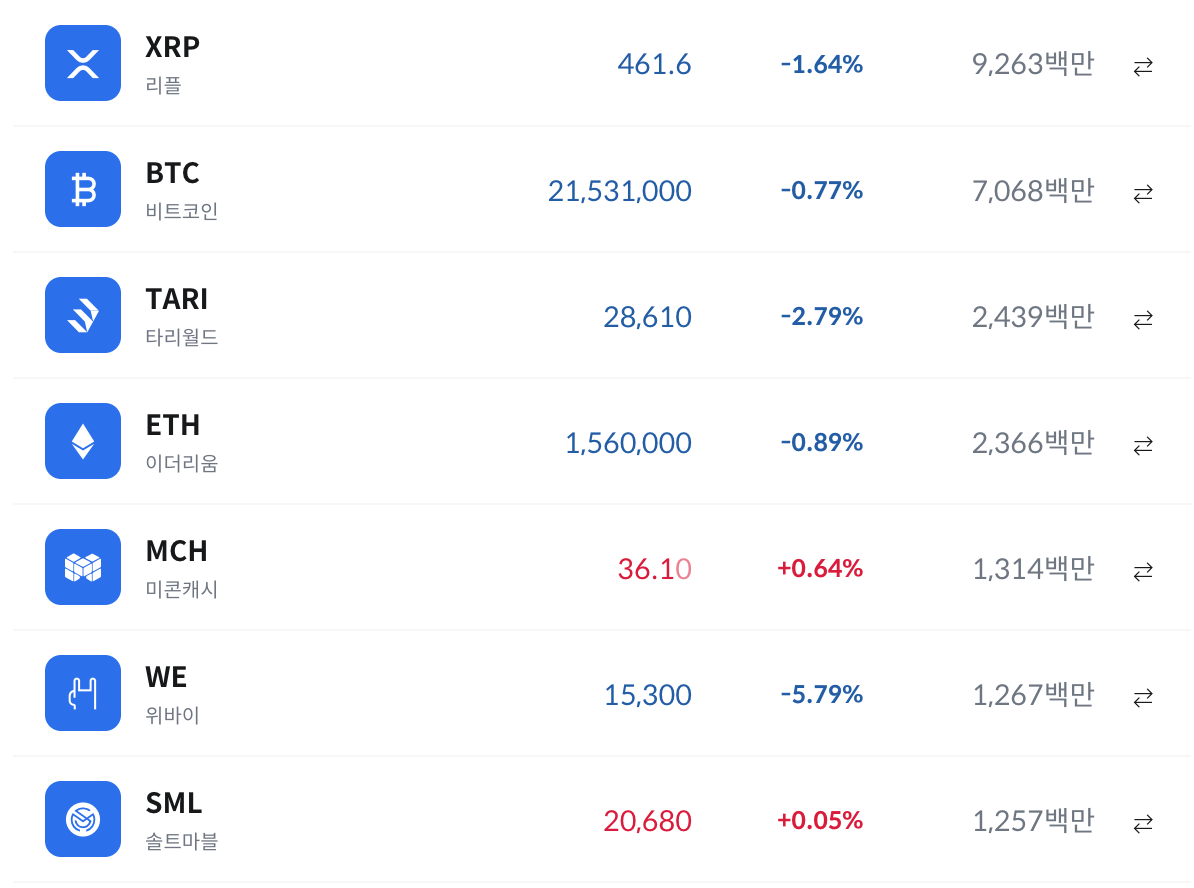 XRP 461.6 -1.64% 9,263백만
리플
BTC 21,531,000 -0.77% 7,068백만
비트코인
TARI 28,610 -2.79% 2,439백만
타리월드
ETH 1,560,000 -0.89% 2,366백만
이더리움
MCH 36.10 +0.64% 1,314백만
미콘캐시
WE 15,300 -5.79% 1,267백만
위바이
SML 20,680 +0.05% 1,257백만
솔트마블